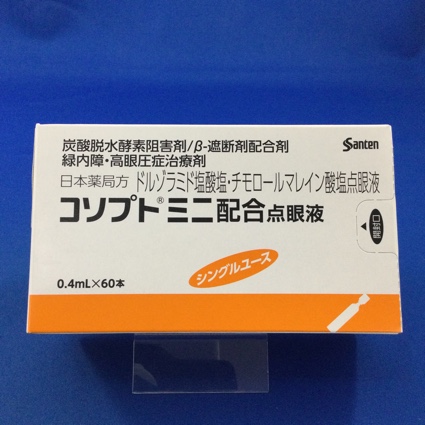 炭酸脱水酵素阻害剤/β-遮断剤配合剤
緑内障・高眼圧症治療剤
Santen
日本薬局方 ドルゾラミド塩酸塩・チモロールマレイン酸塩点眼液
コソプト®ミニ配合点眼液
開封口
シングルユース
0.4mL×60本